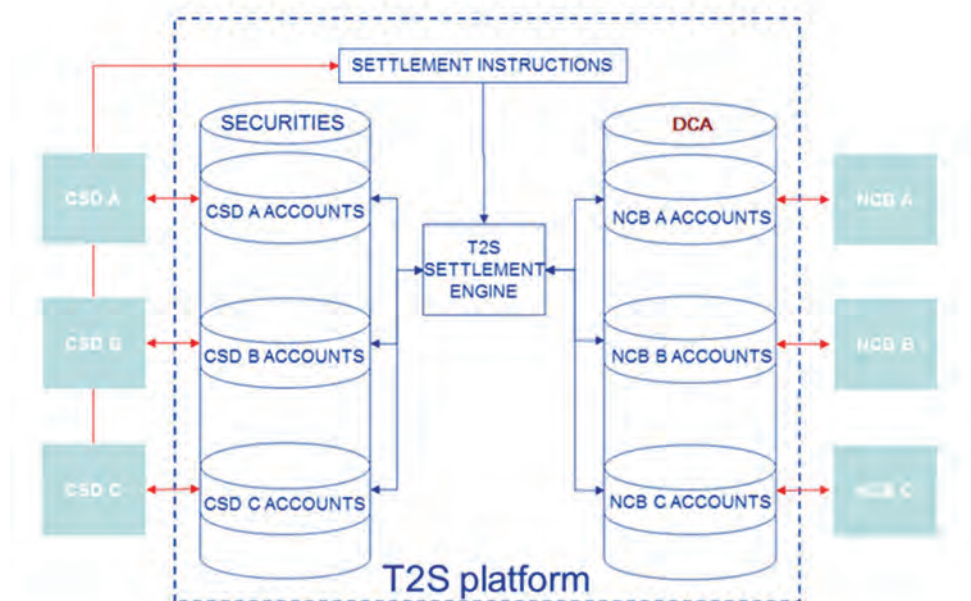 SETTLEMENT INSTRUCTIONS
SECURITIES
DCA
CSD A
CSD A ACCOUNTS
NCB A ACCOUNTS
NCB A
T2S
SETTLEMENT
ENGINE
CSD B
CSD B ACCOUNTS
NCB B ACCOUNTS
NCB B
CSD C
CSD C ACCOUNTS
NCB C ACCOUNTS
NCB C
T2S platform